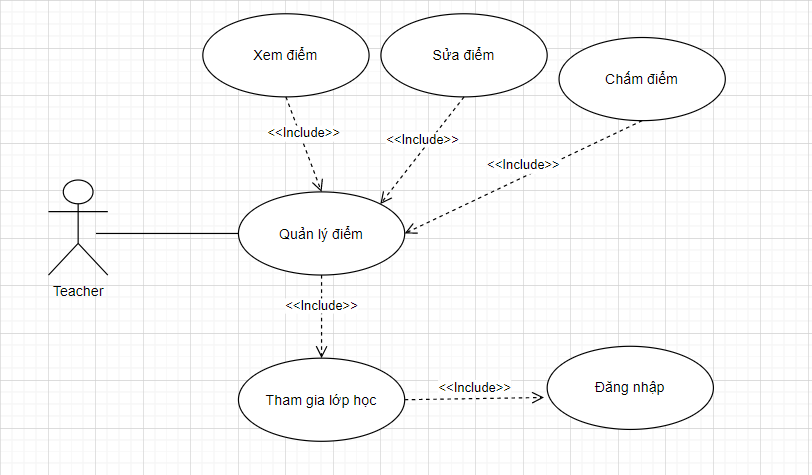 Xem điểm
Sửa điểm
Chấm điểm
<<Include>>
<<Include>>
<<Include>>
Quản lý điểm
Teacher
<<Include>>
Tham gia lớp học
<<Include>>
Đăng nhập